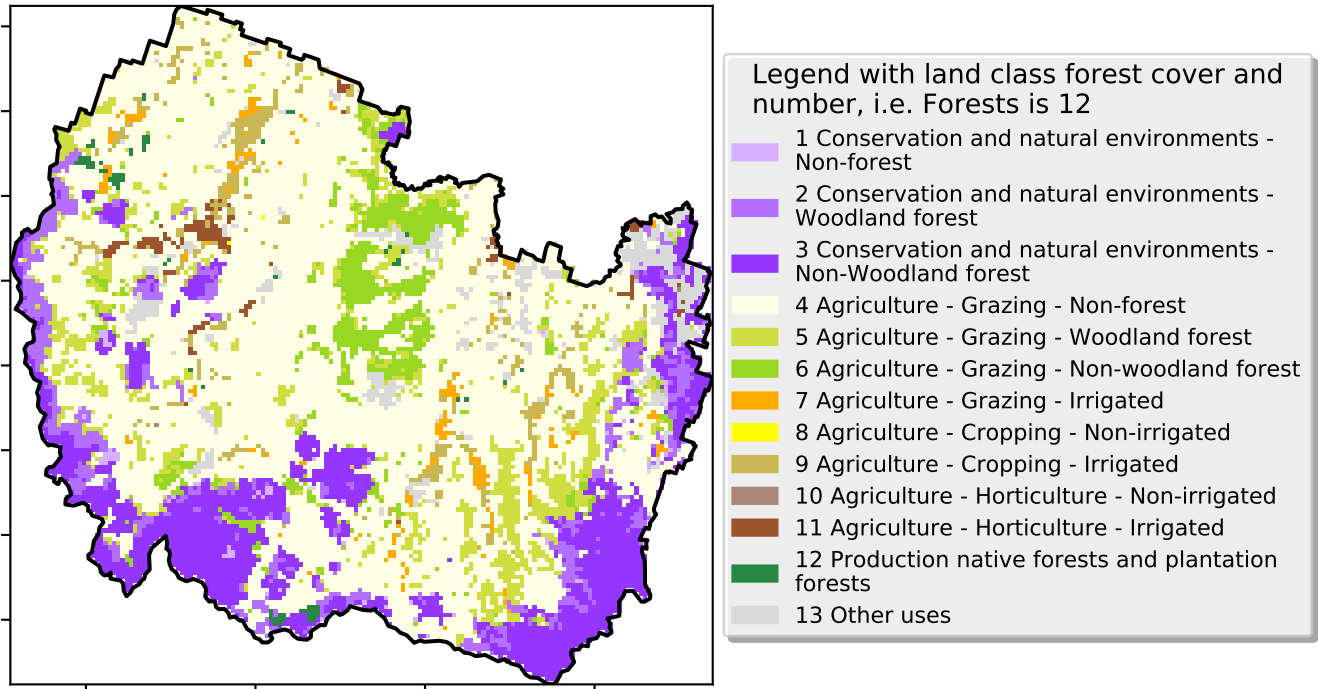 Legend with land class forest cover and
number, i.e. Forests is 12
1 Conservation and natural environments -
Non-forest
2 Conservation and natural environments -
Woodland forest
3 Conservation and natural environments -
Non-Woodland forest
4 Agriculture - Grazing - Non-forest
5 Agriculture - Grazing - Woodland forest
6 Agriculture - Grazing - Non-woodland forest
7 Agriculture - Grazing - Irrigated
8 Agriculture - Cropping - Non-irrigated
9 Agriculture - Cropping - Irrigated
10 Agriculture - Horticulture - Non-irrigated
11 Agriculture - Horticulture - Irrigated
12 Production native forests and plantation
forests
13 Other uses